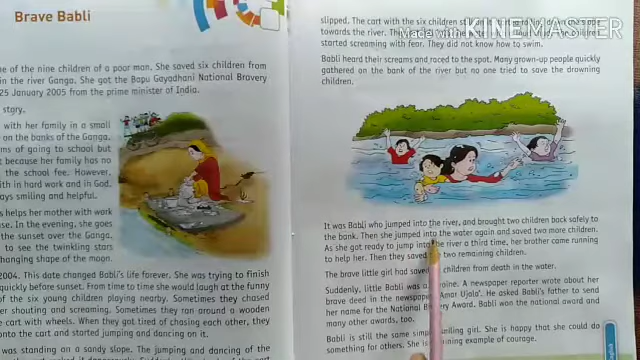 Brave Babli
ne of the nine children of a poor man. She saved six children from
in the river Ganga. She got the Bapu Gayadhani National Bravery
25 January 2005 from the prime minister of India.
story.
with her family in a small
on the banks of the Ganga.
ms of going to school but
t because her family has no
the school fee. However,
ith in hard work and in God.
ays smiling and helpful.
s helps her mother with work
use. In the evening, she goes
the sunset over the Ganga.
to see the twinkling stars
hanging shape of the moon.
2004. This date changed Babli's life forever. She was trying to finish
quickly before sunset. From time to time she would laugh at the funny
of the six young children playing nearby. Sometimes they chased
er shouting and screaming. Sometimes they ran around a wooden
e cart with wheels. When they got tired of chasing each other, they
onto the cart and started jumping and dancing on it.
was standing on a sandy slope. The jumping and dancing of the
slipped. The cart with the six children
towards the river.
started screaming with fear. They did not know how to swim.
Babli heard their screams and raced to the spot. Many grown-up people quickly
gathered on the bank of the river but no one tried to save the drowning
children.
It was Babli who jumped into the river, and brought two children back safely to
the bank. Then she jumped into the water again and saved two more children.
As she got ready to jump into the river a third time, her brother came running
to help her. Then they saved two remaining children.
The brave little girl had saved children from death in the water.
Suddenly, little Babli was a A newspaper reporter wrote about her
brave deed in the newspaper 'Amar Ujala'. He asked Babli's father to send
her name for the National Bravery Award. Babli won the national award and
many other awards, too.
Babli is still the same simple smiling girl. She is happy that she could do
something for others. She is a shining example of courage.
Made with KINEMASTER
English